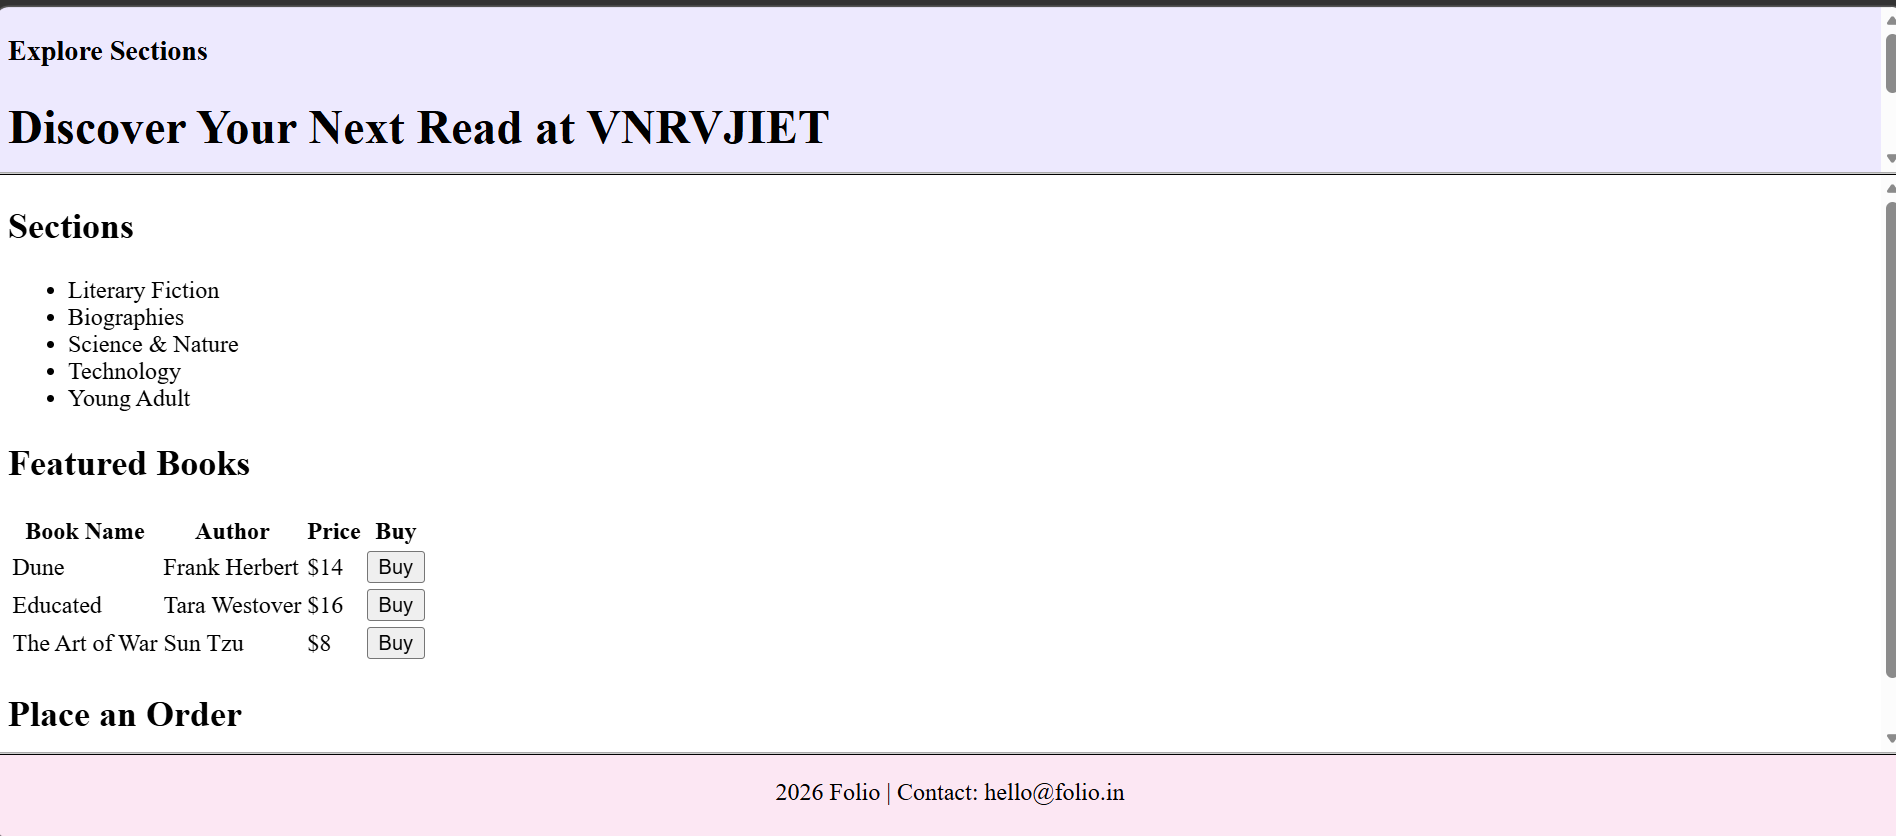 Explore Sections
Discover Your Next Read at VNRVJIET
Sections
Literary Fiction
Biographies
Science & Nature
Technology
Young Adult
Featured Books
Book Name Author Price Buy
Dune Frank Herbert $14 Buy
Educated Tara Westover $16 Buy
The Art of War Sun Tzu $8 Buy
Place an Order
2026 Folio | Contact: hello@folio.in